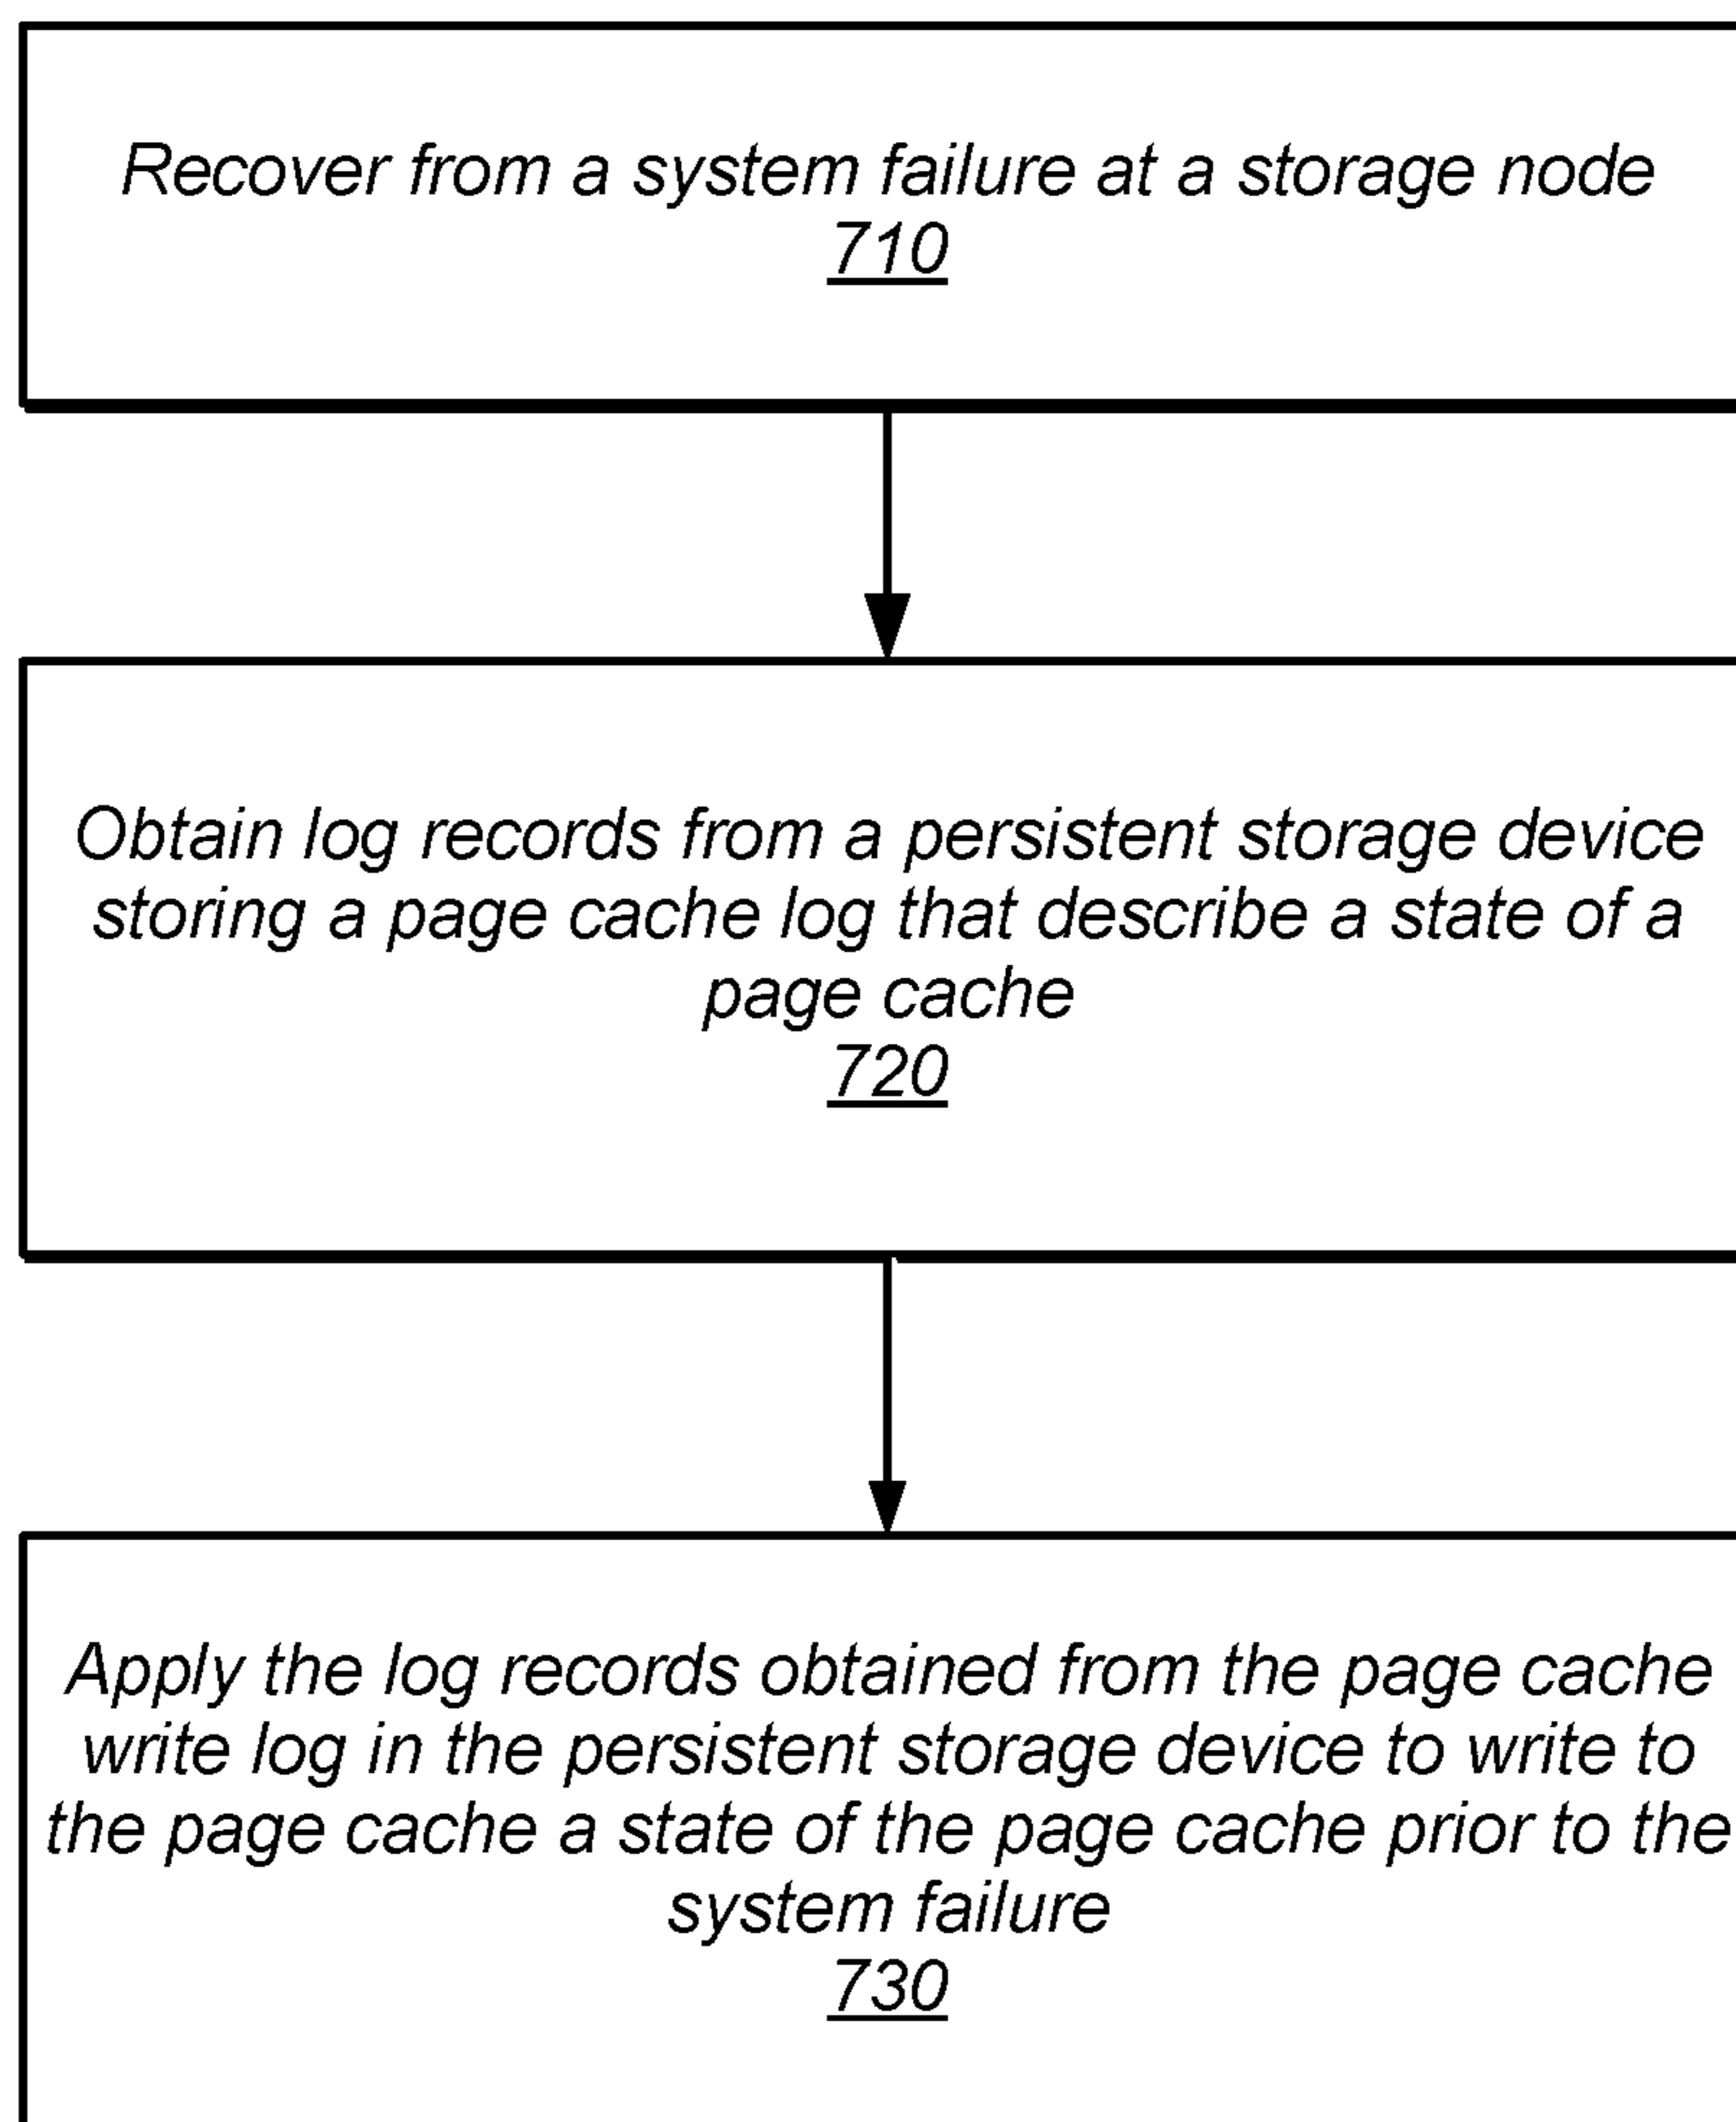 Recover from a system failure at a storage node
710
Obtain log records from a persistent storage device
storing a page cache log that describe a state of a
page cache
720
Apply the log records obtained from the page cache
write log in the persistent storage device to write to
the page cache a state of the page cache prior to the
system failure
730